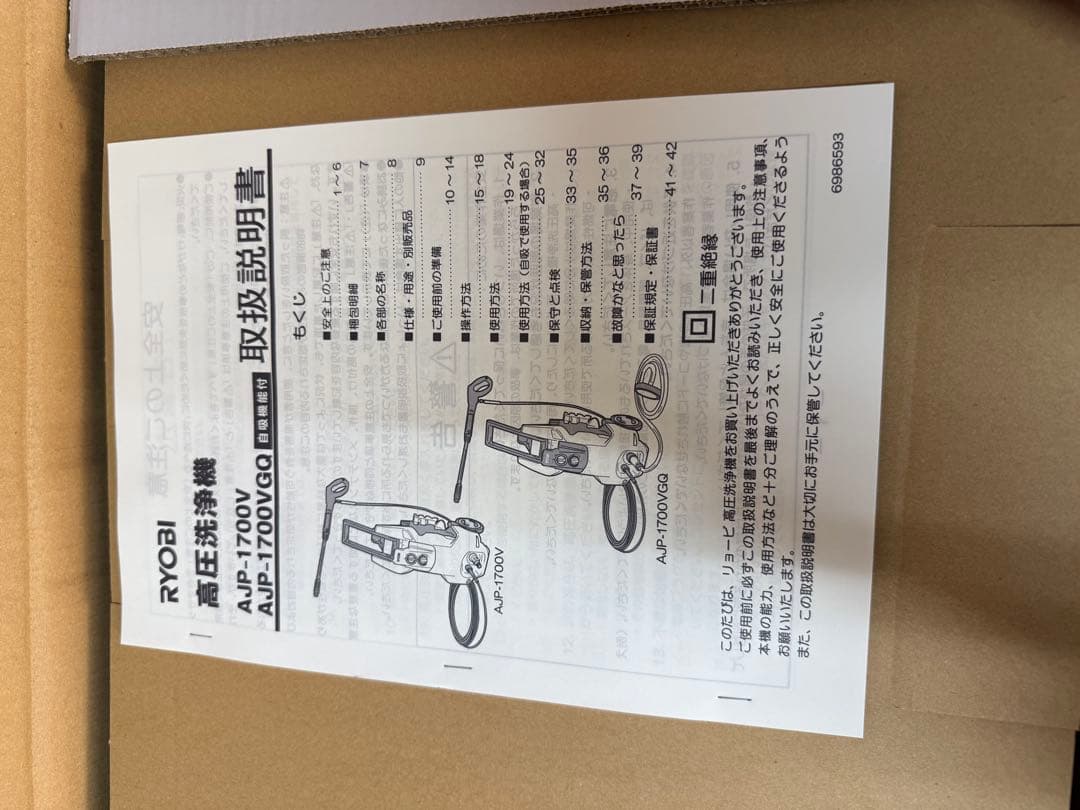 RYOBI
高圧洗浄機
AJP-1700V
AJP-1700VGQ 自吸機能付 取扱説明書
もくじ
■安全上のご注意
1～6
■梱包明細 7
■各部の名称
8
■仕様・用途・別販売品
9
■ご使用前の準備
10～14
■操作方法
15～18
■使用方法
19～24
■使用方法（自吸で使用する場合）
25～32
■保守と点検
33～35
■収納・保管方法
35～36
■故障かなと思ったら
37～39
■保証規定・保証書
41～42
二重絶縁
AJP-1700V
AJP-1700VGQ
このたびは、リョービ 高圧洗浄機をお買い上げいただきありがとうございます。
ご使用前に必ずこの取扱説明書を最後までよくお読みいただき、使用上の注意事項、
本機の能力、使用方法など十分ご理解のうえで、正しく安全にご使用くださるよう
お願いいたします。
また、この取扱説明書は大切にお手元に保管してください。
6986593